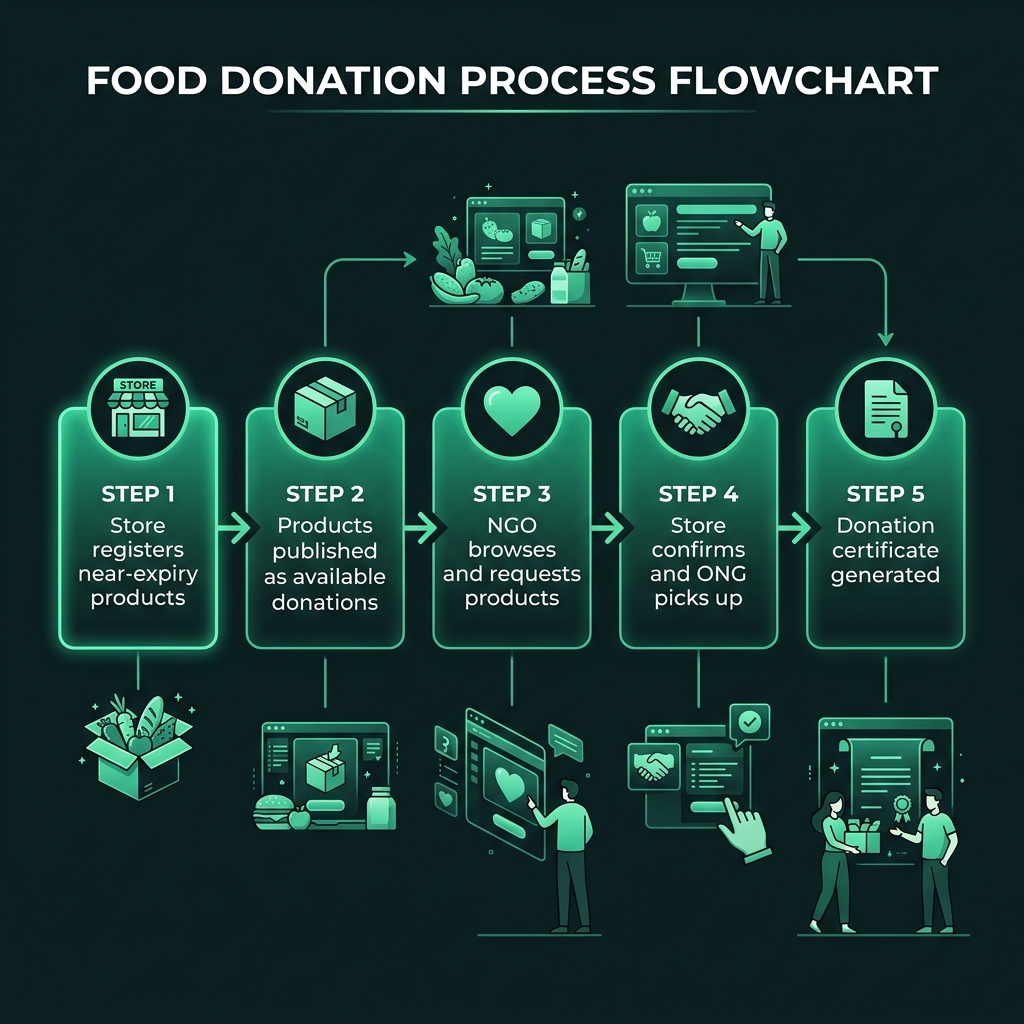 FOOD DONATION PROCESS FLOWCHART
STORE
STEP 1
Store
registers
near-expiry
products
STEP 2
Products
published
as available
donations
STEP 3
NGO
browses
and requests
products
STEP 4
Store
confirms
and ONG
picks up
STEP 5
Donation
certificate
generated